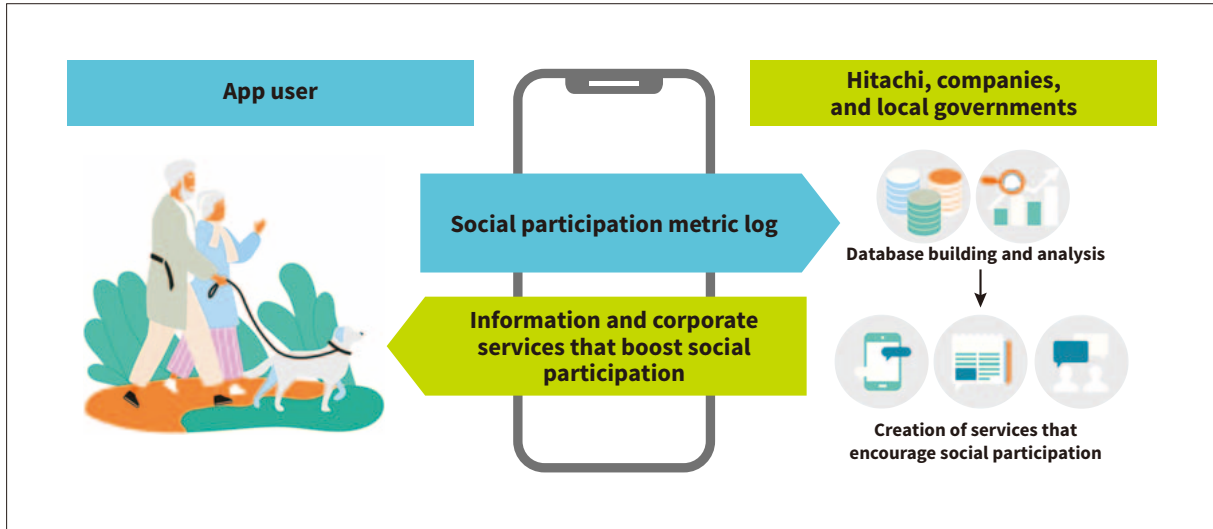 App user
Hitachi, companies,
and local governments
Social participation metric log
Information and corporate
services that boost social
participation
Database building and analysis
Creation of services that
encourage social participation